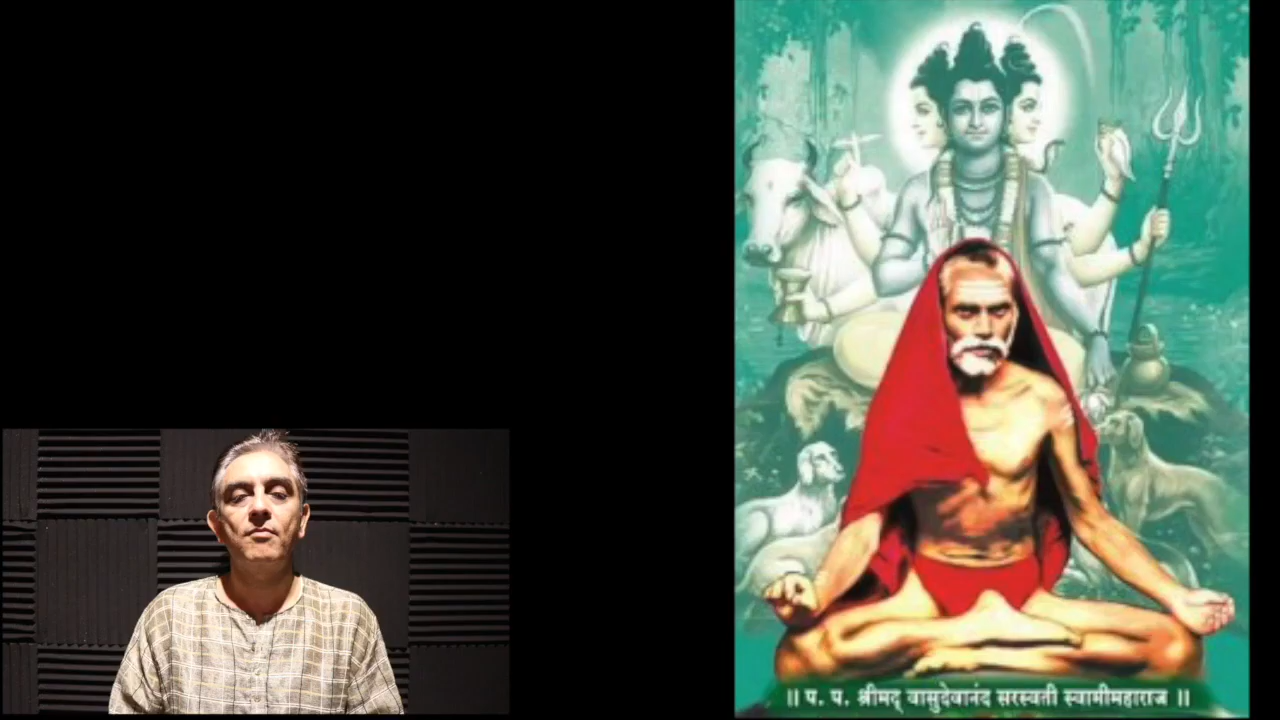 ॥ प. प. श्रीमद् वासुदेवानंद सरस्वती स्वामीमहाराज ॥